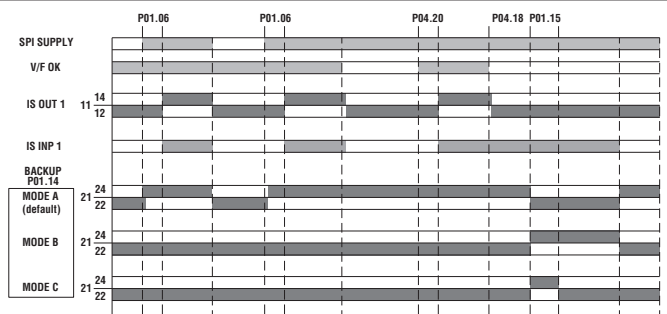 P01.06 P01.06 P04.20 P04.18 P01.15
SPI SUPPLY
V/F OK
IS OUT 1 11 14
12
IS INP 1
BACKUP
P01.14
MODE A
(default)
21 24
22
MODE B 21 24
22
MODE C 21 24
22